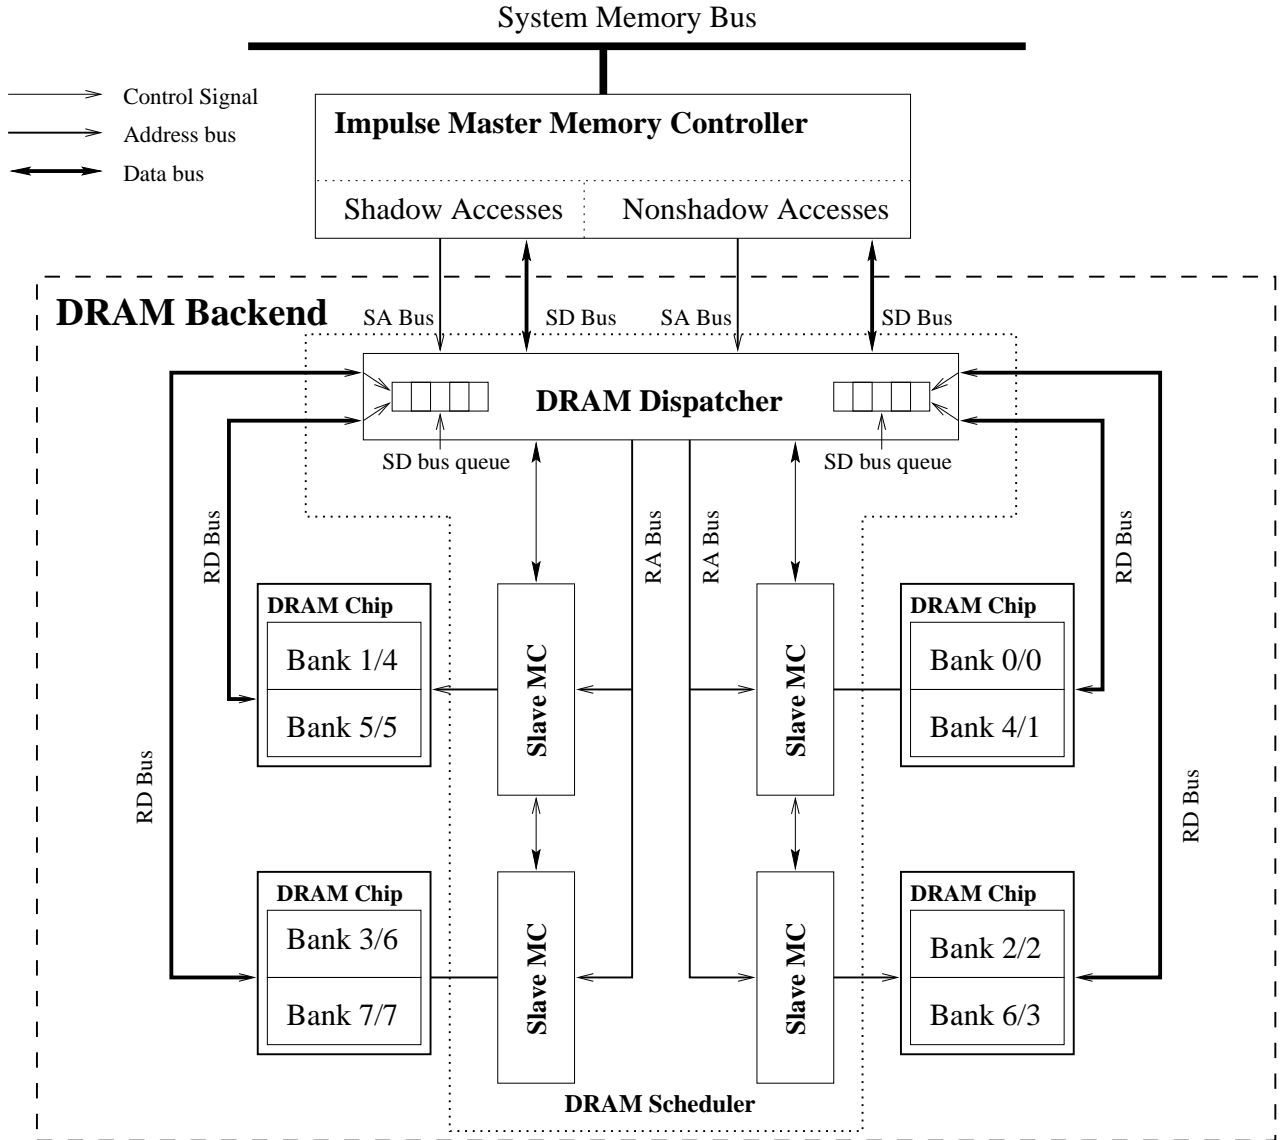 System Memory Bus
Control Signal
Address bus
Data bus
Impulse Master Memory Controller
Shadow Accesses
Nonshadow Accesses
DRAM Backend
SA Bus
SD Bus
SA Bus
SD Bus
DRAM Dispatcher
SD bus queue
SD bus queue
RD Bus
RA Bus
RA Bus
RD Bus
DRAM Chip
Bank 1/4
Bank 5/5
Slave MC
Slave MC
DRAM Chip
Bank 0/0
Bank 4/1
RD Bus
RD Bus
DRAM Chip
Bank 3/6
Bank 7/7
Slave MC
Slave MC
DRAM Chip
Bank 2/2
Bank 6/3
DRAM Scheduler